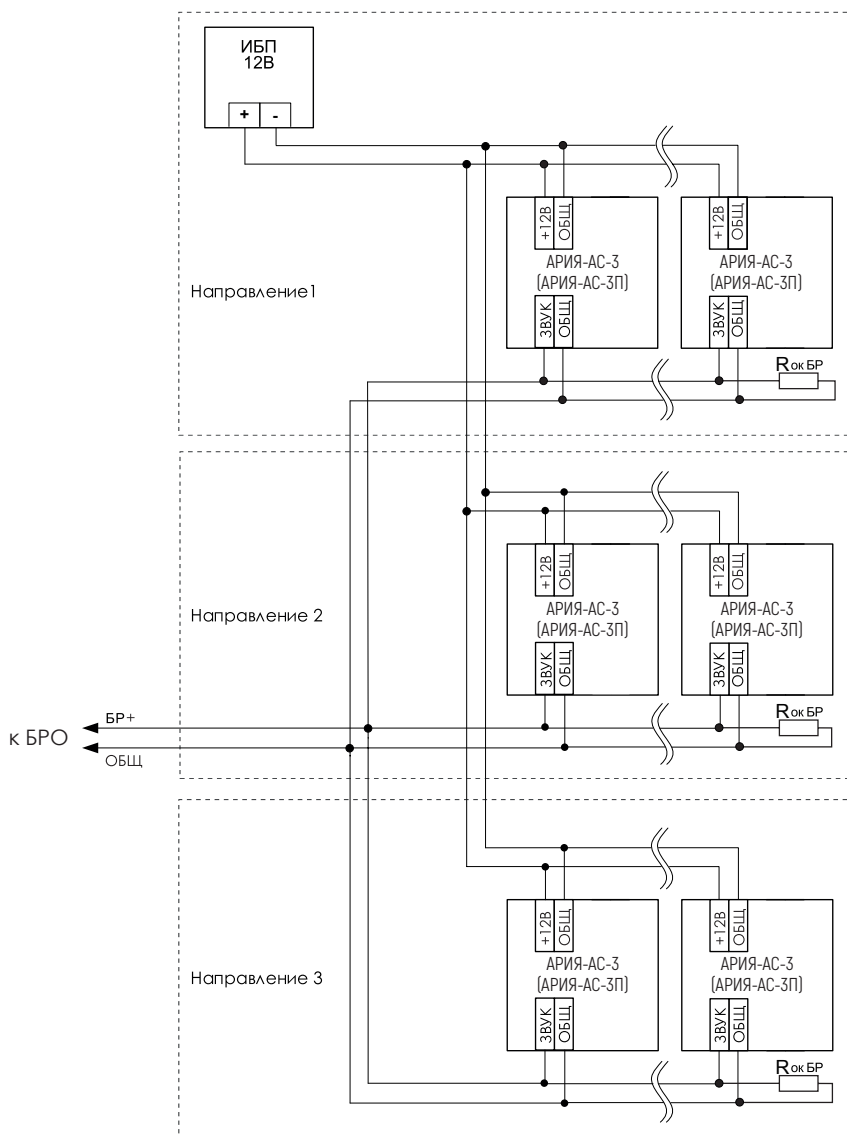 ИБП
12В
+ -
+12В ОБЩ +12В ОБЩ
АРИЯ-АС-3 АРИЯ-АС-3
(АРИЯ-АС-3П) (АРИЯ-АС-3П)
Направление1
ЗВУК ОБЩ ЗВУК ОБЩ
Rок БР
+12В ОБЩ +12В ОБЩ
АРИЯ-АС-3 АРИЯ-АС-3
(АРИЯ-АС-3П) (АРИЯ-АС-3П)
Направление 2
ЗВУК ОБЩ ЗВУК ОБЩ
Rок БР
БР+
к БРО
ОБЩ
+12В ОБЩ +12В ОБЩ
АРИЯ-АС-3 АРИЯ-АС-3
(АРИЯ-АС-3П) (АРИЯ-АС-3П)
Направление 3
ЗВУК ОБЩ ЗВУК ОБЩ
Rок БР